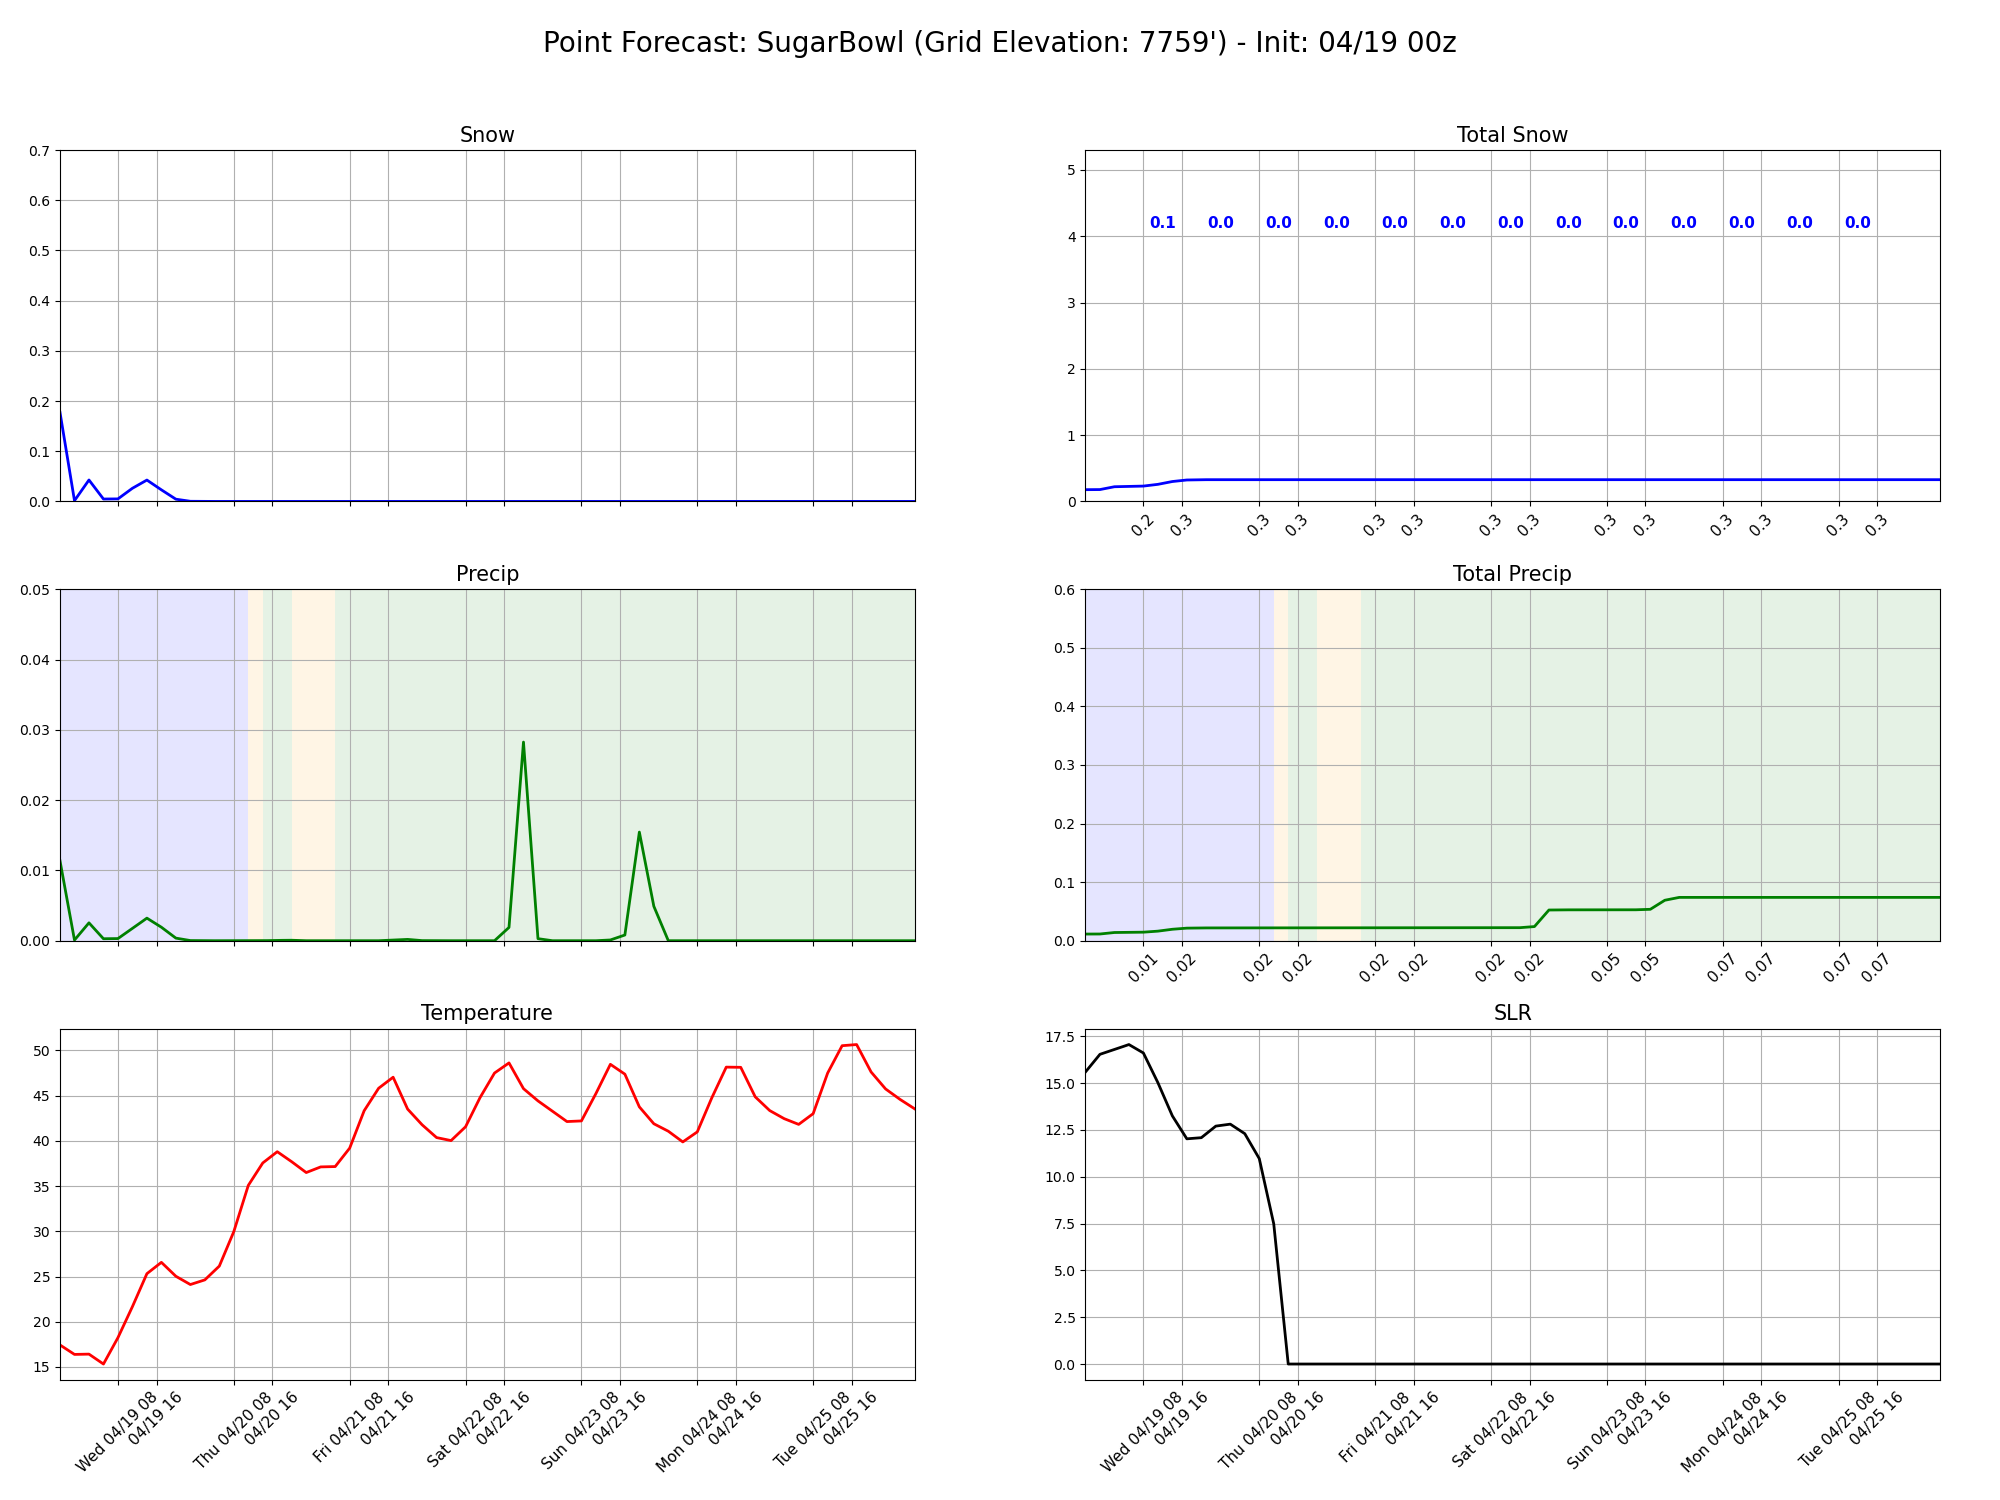 Point Forecast: SugarBowl (Grid Elevation: 7759') - Init: 04/19 00z
Snow
0.7
0.6
0.5
0.4
0.3
0.2
0.1
0.0
Total Snow
5
4
3
2
1
0
0.1 0.0 0.0 0.0 0.0 0.0 0.0 0.0 0.0 0.0 0.0 0.0 0.0
0.2 0.3 0.3 0.3 0.3 0.3 0.3 0.3 0.3 0.3 0.3 0.3 0.3 0.3
Precip
0.05
0.04
0.03
0.02
0.01
0.00
Total Precip
0.6
0.5
0.4
0.3
0.2
0.1
0.0
0.01 0.02 0.02 0.02 0.02 0.02 0.02 0.02 0.05 0.05 0.07 0.07 0.07 0.07
Temperature
50
45
40
35
30
25
20
15
Wed 04/19 08
04/19 16
Thu 04/20 08
04/20 16
Fri 04/21 08
04/21 16
Sat 04/22 08
04/22 16
Sun 04/23 08
04/23 16
Mon 04/24 08
04/24 16
Tue 04/25 08
04/25 16
SLR
17.5
15.0
12.5
10.0
7.5
5.0
2.5
0.0
Wed 04/19 08
04/19 16
Thu 04/20 08
04/20 16
Fri 04/21 08
04/21 16
Sat 04/22 08
04/22 16
Sun 04/23 08
04/23 16
Mon 04/24 08
04/24 16
Tue 04/25 08
04/25 16